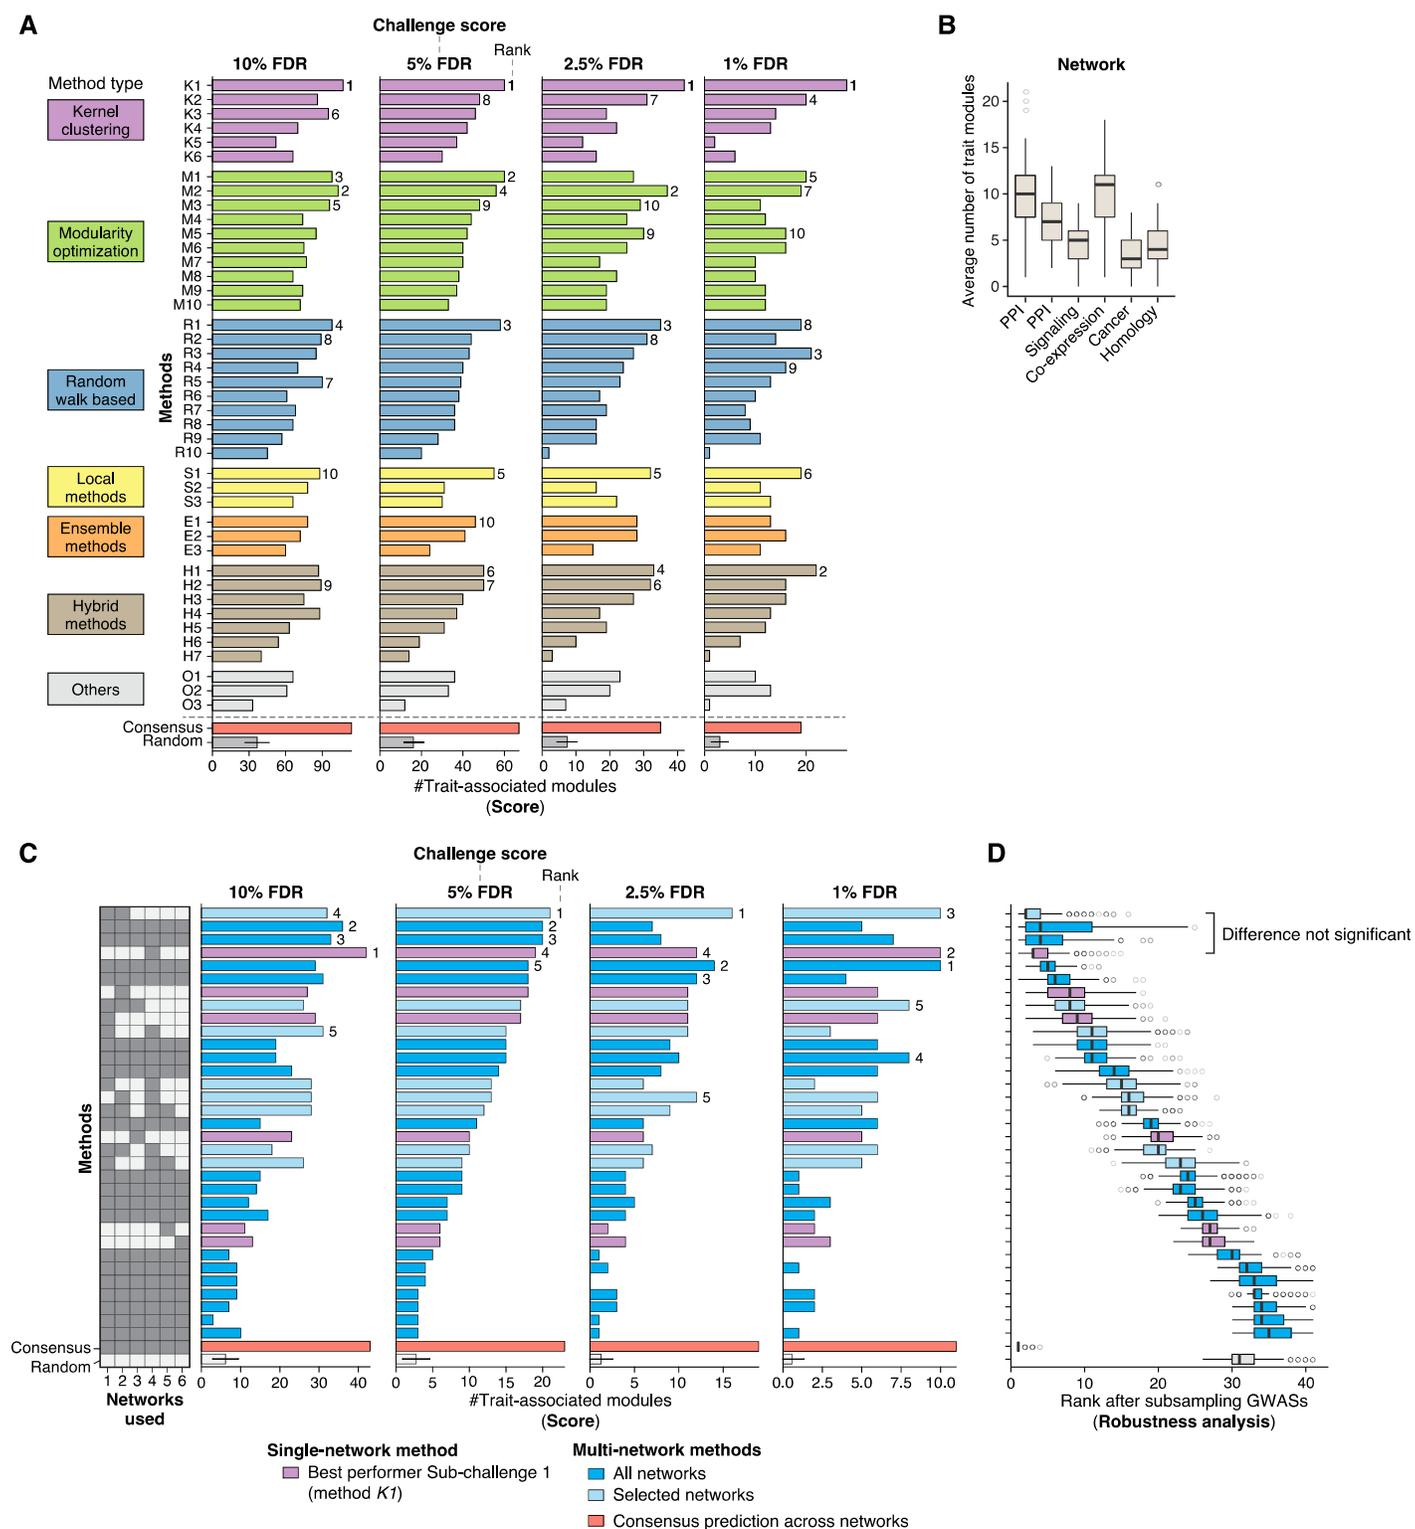 A
Challenge score
Rank
10% FDR
5% FDR
2.5% FDR
1% FDR
Method type
Kernel
clustering
Modularity
optimization
Random
walk based
Local
methods
Ensemble
methods
Hybrid
methods
Others
Methods
K1 1 1 1 1
K2 8 7 4
K3 6
K4
K5
K6
M1 3 2 5
M2 2 4 2 7
M3 5 9 10
M4
M5 9 10
M6
M7
M8
M9
M10
R1 4 3 3 8
R2 8 8
R3 3
R4 9
R5 7
R6
R7
R8
R9
R10
S1 10 5 5 6
S2
S3
E1 10
E2
E3
H1 6 4 2
H2 9 7 6
H3
H4
H5
H6
H7
O1
O2
O3
Consensus
Random
0 30 60 90
0 20 40 60
0 10 20 30 40
0 10 20
#Trait-associated modules
(Score)
B
Network
Average number of trait modules
20
15
10
5
0
PPI
PPI
Signaling
Co-expression
Cancer
Homology
C
Challenge score
Rank
10% FDR
5% FDR
2.5% FDR
1% FDR
Methods
4 1 1 3
2 2
3 3
1 4 4 2
5 2 1
3
5
5
4
5
Consensus
Random
1 2 3 4 5 6
Networks
used
0 10 20 30 40
0 5 10 15 20
0 5 10 15
0.0 2.5 5.0 7.5 10.0
#Trait-associated modules
(Score)
Single-network method
Best performer Sub-challenge 1
(method K1)
Multi-network methods
All networks
Selected networks
Consensus prediction across networks
D
Difference not significant
0 10 20 30 40
Rank after subsampling GWASs
(Robustness analysis)